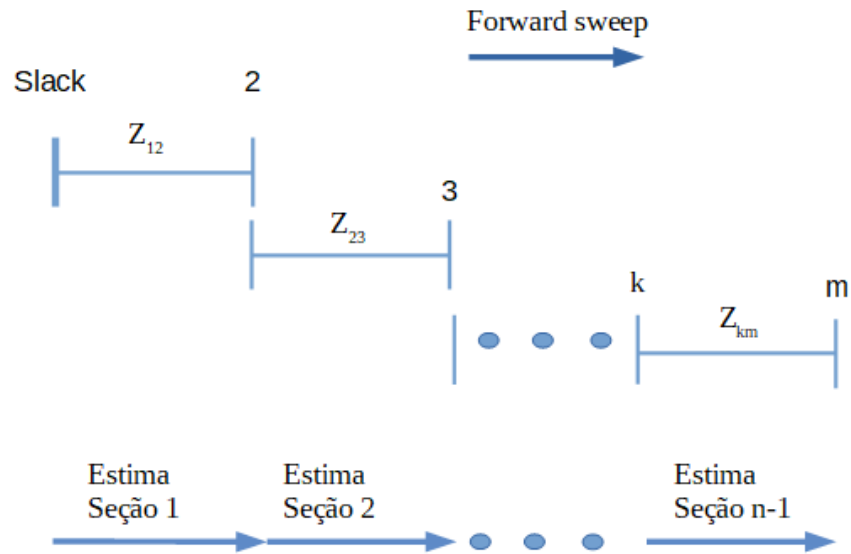 Forward sweep
Slack
2
Z12
3
Z23
k
m
Zkm
Estima
Seção 1
Estima
Seção 2
Estima
Seção n-1